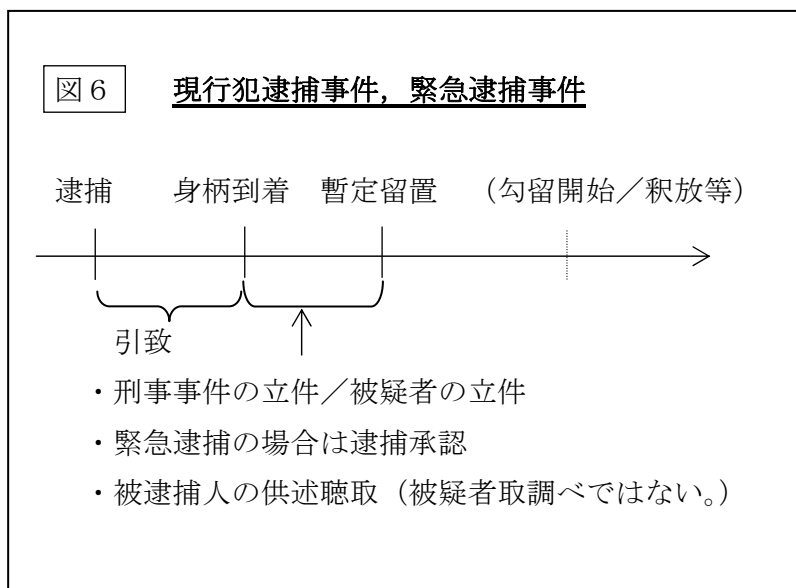 図６ 現行犯逮捕事件，緊急逮捕事件
逮捕 身柄到着 暫定留置 （勾留開始／釈放等）
引致
・刑事事件の立件／被疑者の立件
・緊急逮捕の場合は逮捕承認
・被逮捕人の供述聴取（被疑者取調べではない。）